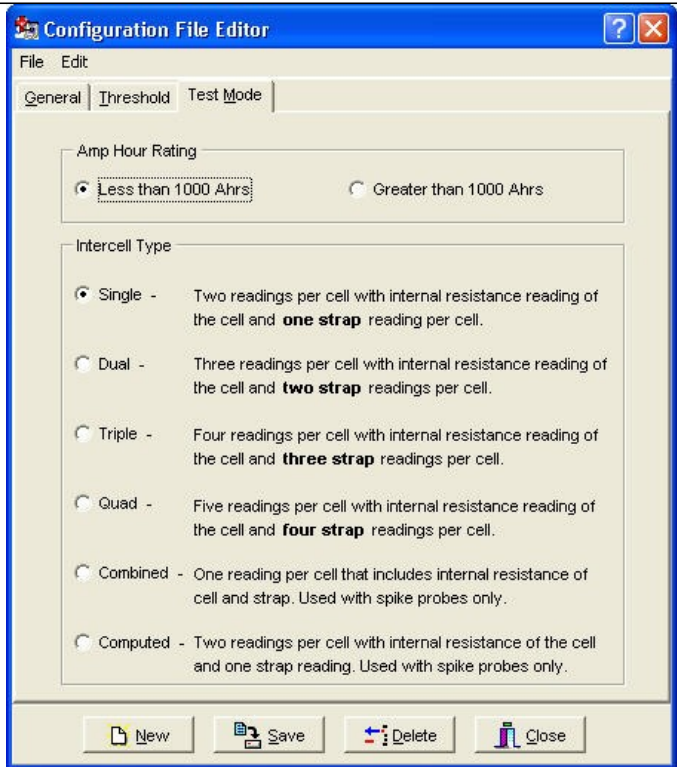 Configuration File Editor
File Edit
General Threshold Test Mode
Amp Hour Rating
Less than 1000 Ahrs Greater than 1000 Ahrs
Intercell Type
Single - Two readings per cell with internal resistance reading of
the cell and one strap reading per cell.
Dual - Three readings per cell with internal resistance reading of
the cell and two strap readings per cell.
Triple - Four readings per cell with internal resistance reading of
the cell and three strap readings per cell.
Quad - Five readings per cell with internal resistance reading of
the cell and four strap readings per cell.
Combined - One reading per cell that includes internal resistance of
cell and strap. Used with spike probes only.
Computed - Two readings per cell with internal resistance of the cell
and one strap reading. Used with spike probes only.
New Save Delete Close